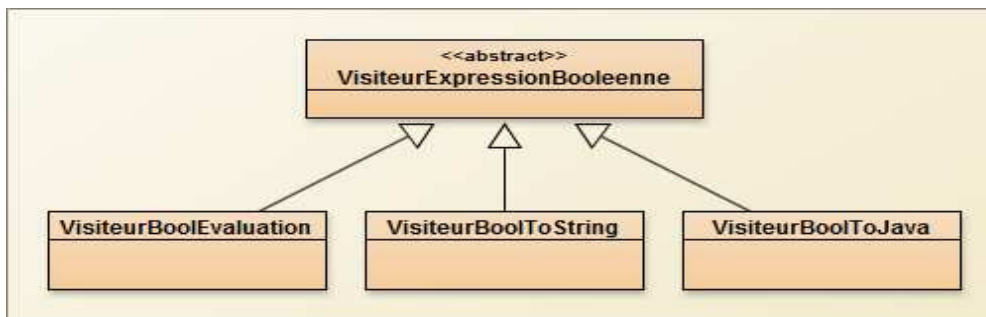 <<abstract>>
VisiteurExpressionBooleenne
VisiteurBoolEvaluation
VisiteurBoolToString
VisiteurBoolToJava